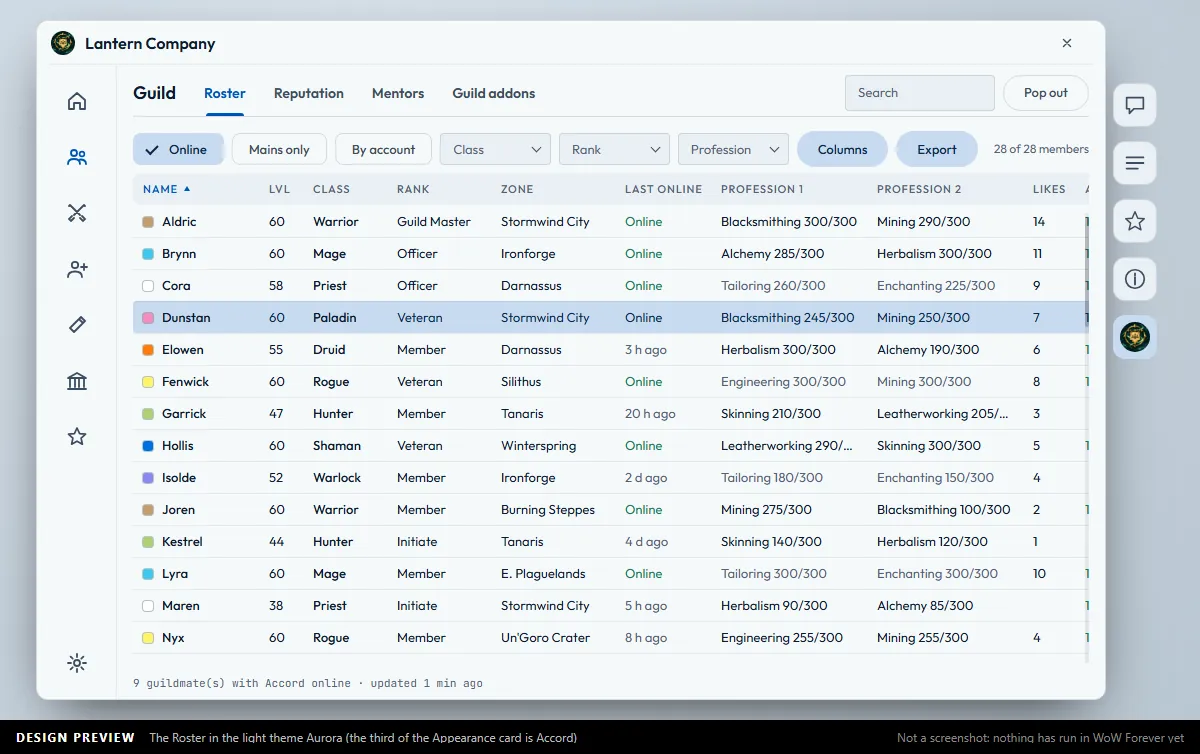 Lantern Company
Guild Roster Reputation Mentors Guild addons Search Pop out
Online Mains only By account Class Rank Profession Columns Export 28 of 28 members
NAME LVL CLASS RANK ZONE LAST ONLINE PROFESSION 1 PROFESSION 2 LIKES
Aldric 60 Warrior Guild Master Stormwind City Online Blacksmithing 300/300 Mining 290/300 14
Brynn 60 Mage Officer Ironforge Online Alchemy 285/300 Herbalism 300/300 11
Cora 58 Priest Officer Darnassus Online Tailoring 260/300 Enchanting 225/300 9
Dunstan 60 Paladin Veteran Stormwind City Online Blacksmithing 245/300 Mining 250/300 7
Elowen 55 Druid Member Darnassus 3 h ago Herbalism 300/300 Alchemy 190/300 6
Fenwick 60 Rogue Veteran Silithus Online Engineering 300/300 Mining 300/300 8
Garrick 47 Hunter Member Tanaris 20 h ago Skinning 210/300 Leatherworking 205/... 3
Hollis 60 Shaman Veteran Winterspring Online Leatherworking 290/... Skinning 300/300 5
Isolde 52 Warlock Member Ironforge 2 d ago Tailoring 180/300 Enchanting 150/300 4
Joren 60 Warrior Member Burning Steppes Online Mining 275/300 Blacksmithing 100/300 2
Kestrel 44 Hunter Initiate Tanaris 4 d ago Skinning 140/300 Herbalism 120/300 1
Lyra 60 Mage Member E. Plaguelands Online Tailoring 300/300 Enchanting 300/300 10
Maren 38 Priest Initiate Stormwind City 5 h ago Herbalism 90/300 Alchemy 85/300
Nyx 60 Rogue Member Un'Goro Crater 8 h ago Engineering 255/300 Mining 255/300 4
9 guildmate(s) with Accord online · updated 1 min ago
DESIGN PREVIEW The Roster in the light theme Aurora (the third of the Appearance card is Accord) Not a screenshot: nothing has run in WoW Forever yet